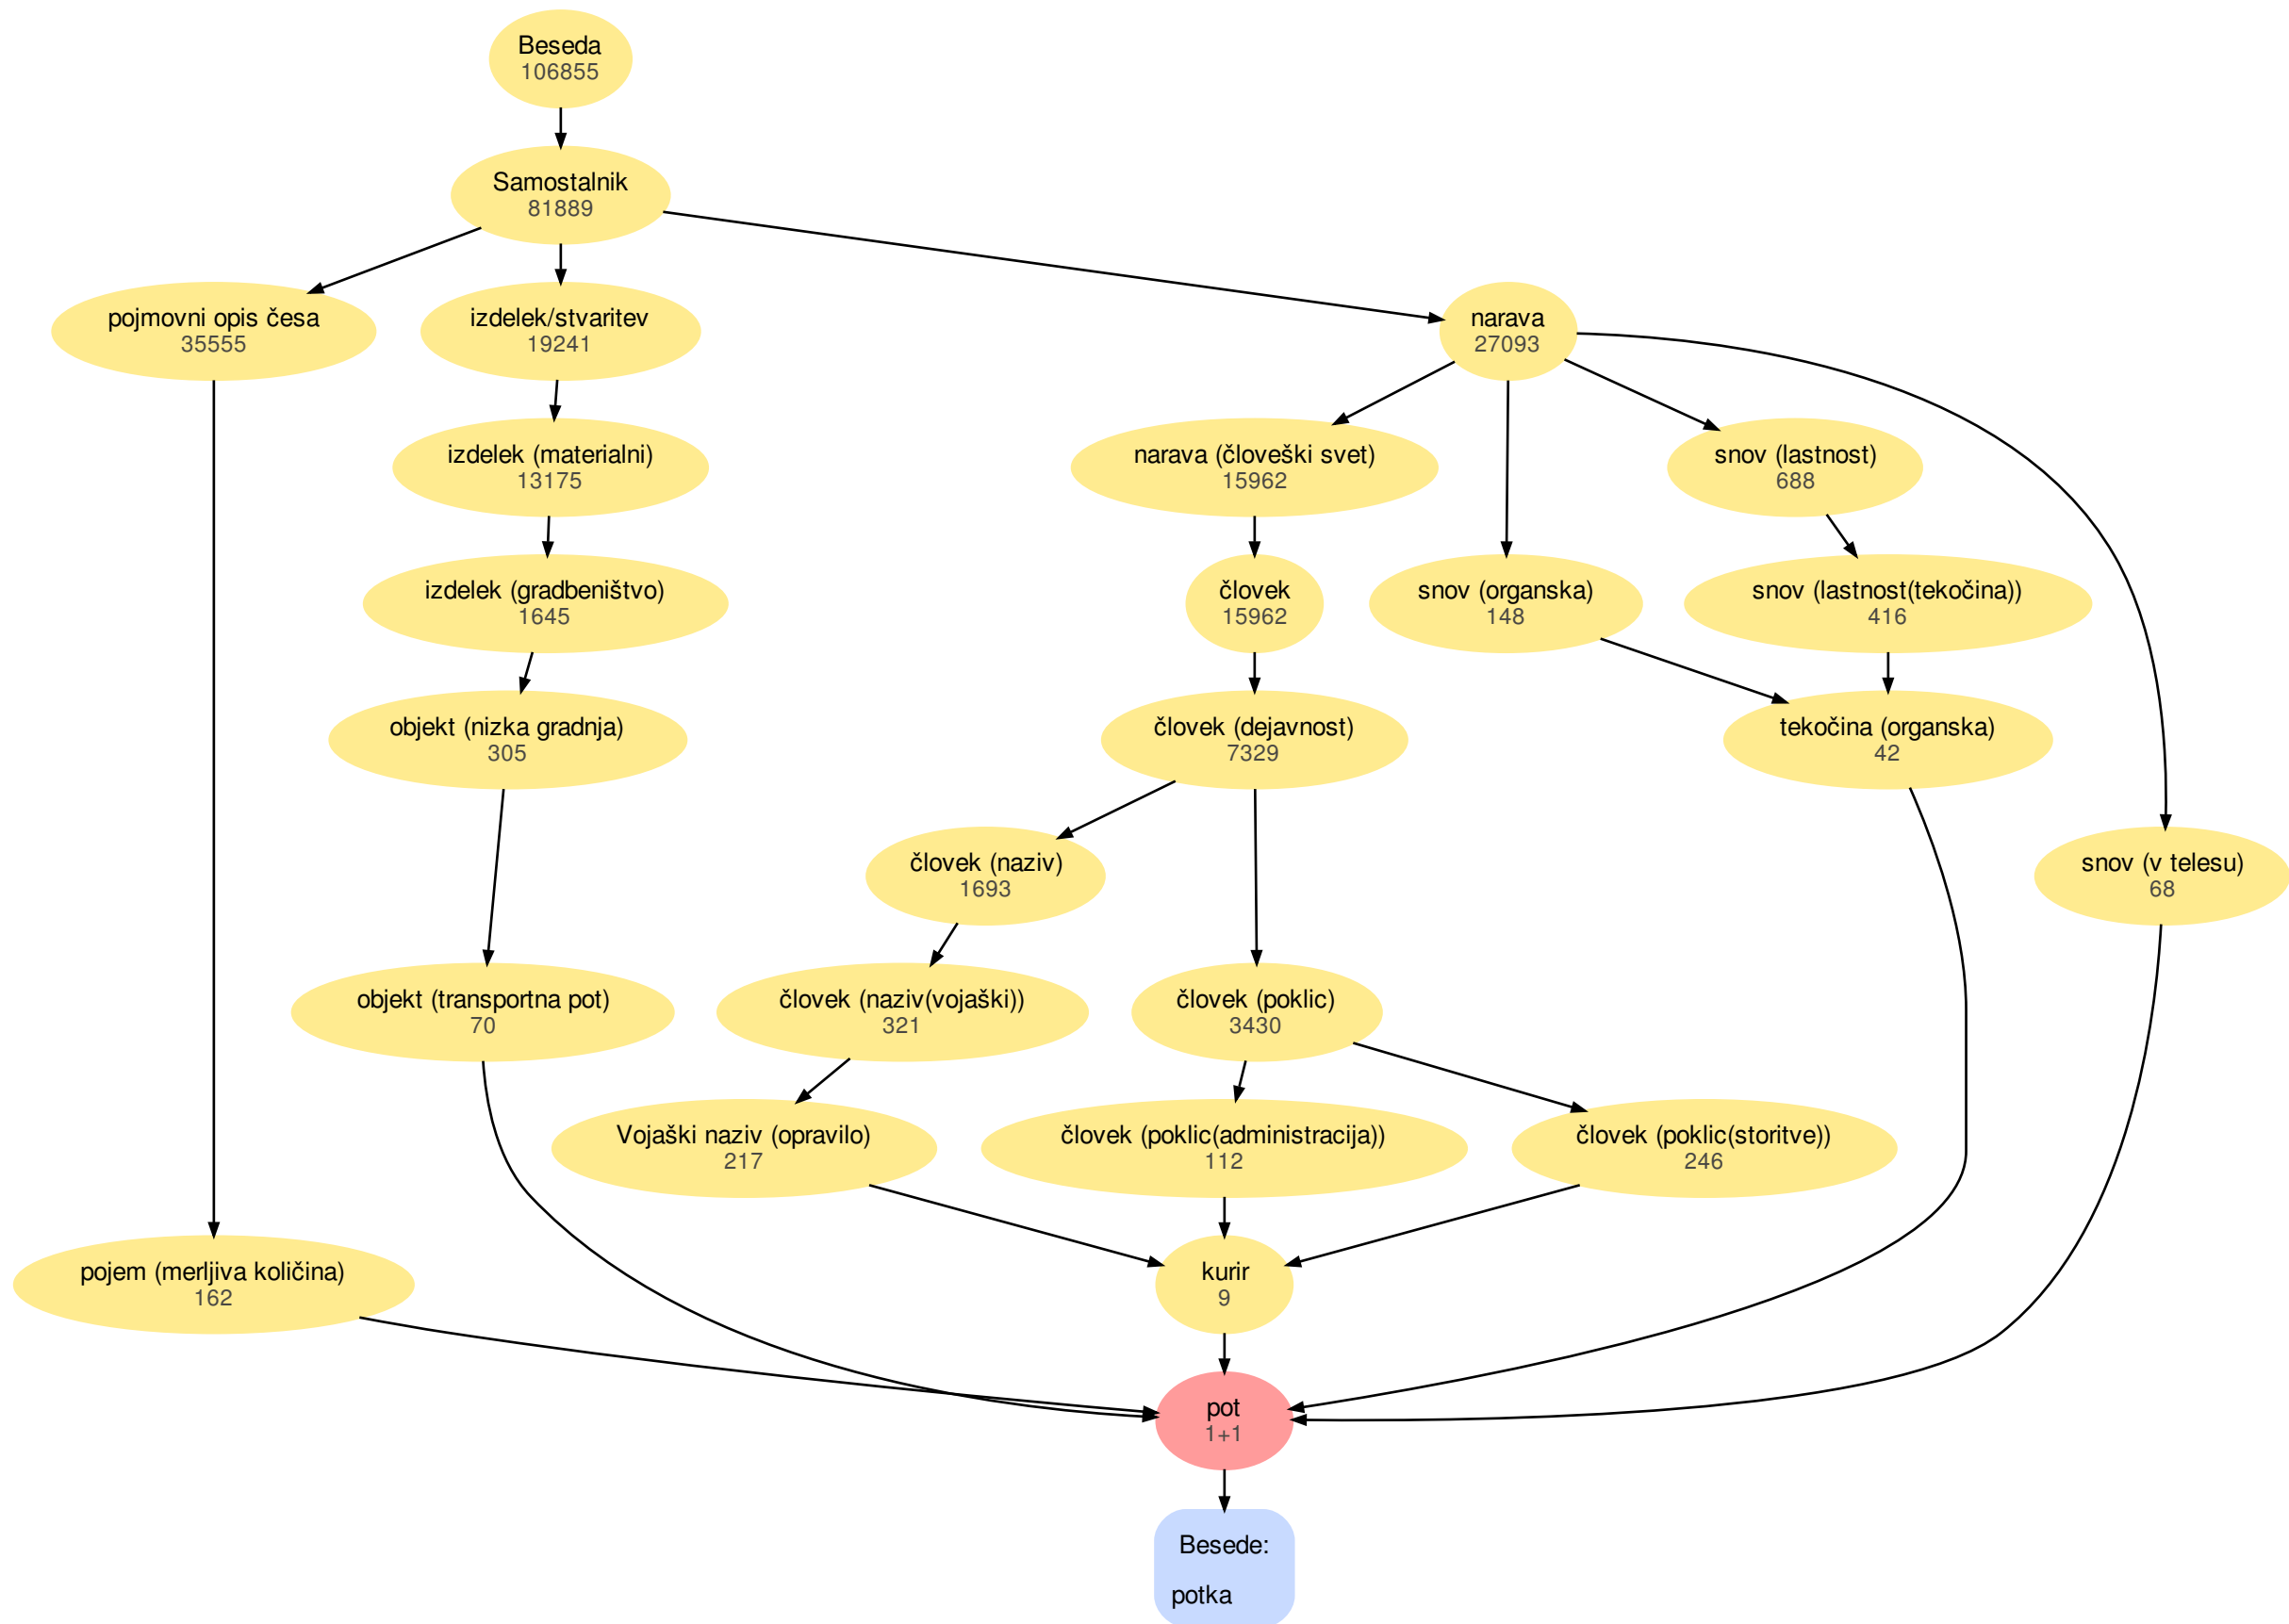 Beseda
106855
Samostalnik
81889
pojmovni opis česa
35555
izdelek/stvaritev
19241
narava
27093
izdelek (materialni)
13175
narava (človeški svet)
15962
snov (lastnost)
688
izdelek (gradbeništvo)
1645
človek
15962
snov (organska)
148
snov (lastnost(tekočina))
416
objekt (nizka gradnja)
305
človek (dejavnost)
7329
tekočina (organska)
42
človek (naziv)
1693
snov (v telesu)
68
objekt (transportna pot)
70
človek (naziv(vojaški))
321
človek (poklic)
3430
Vojaški naziv (opravilo)
217
človek (poklic(administracija))
112
človek (poklic(storitve))
246
pojem (merljiva količina)
162
kurir
9
pot
1+1
Besede:
potka